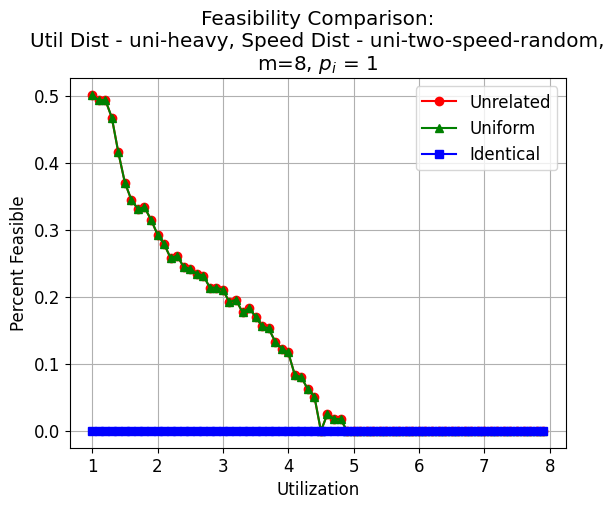 Feasibility Comparison:
Util Dist - uni-heavy, Speed Dist - uni-two-speed-random,
m=8, pᵢ = 1
Unrelated
Uniform
Identical
Percent Feasible
0.5
0.4
0.3
0.2
0.1
0.0
1 2 3 4 5 6 7 8
Utilization